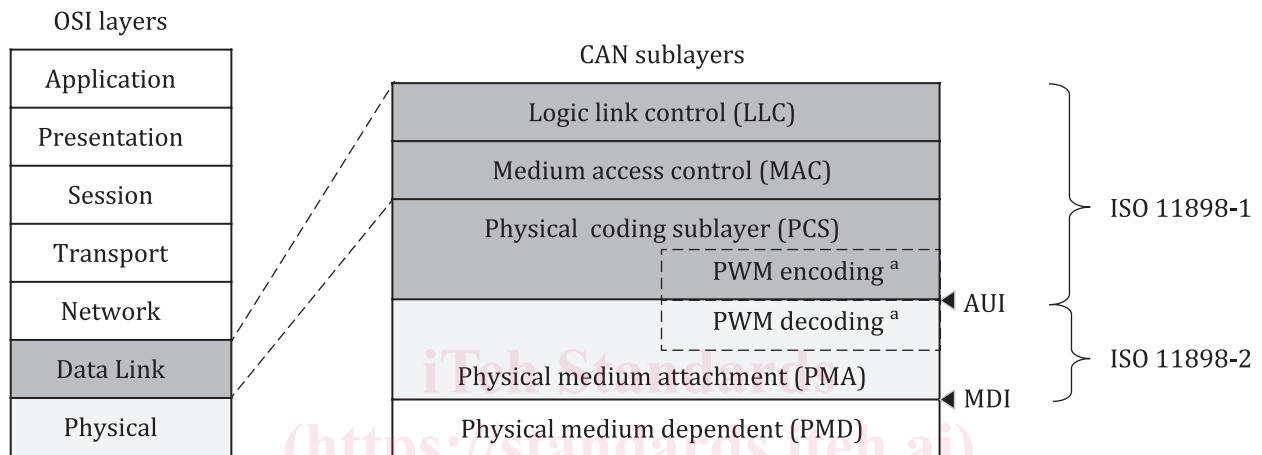 OSI layers
Application
Presentation
Session
Transport
Network
Data Link
Physical
CAN sublayers
Logic link control (LLC)
Medium access control (MAC)
Physical coding sublayer (PCS)
PWM encoding a
PWM decoding a
Physical medium attachment (PMA)
Physical medium dependent (PMD)
AUI
MDI
ISO 11898-1
ISO 11898-2
iTeh Standards
(https://standards.iteh.ai)